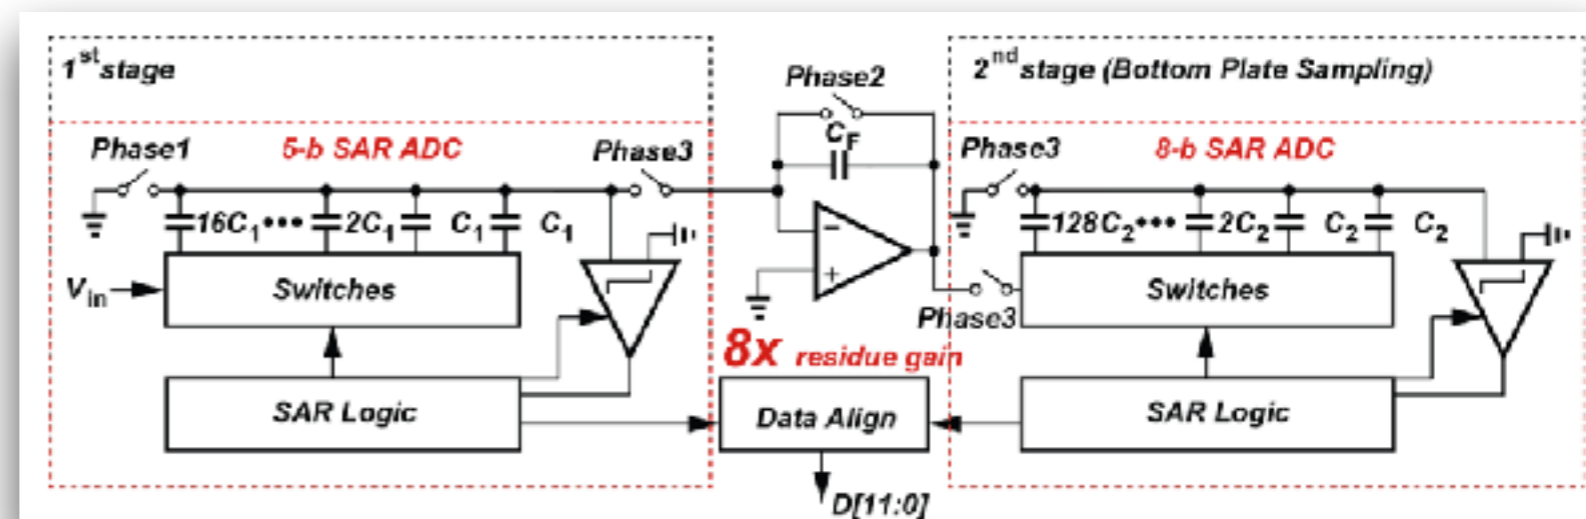 1st stage
Phase2
2nd stage (Bottom Plate Sampling)
Phase1
5-b SAR ADC
Phase3
CF
Phase3
8-b SAR ADC
16C1••• 2C1 C1 C1
128C2••• 2C2 C2 C2
Vin
Switches
Switches
Phase3
8x residue gain
SAR Logic
Data Align
SAR Logic
D[11:0]